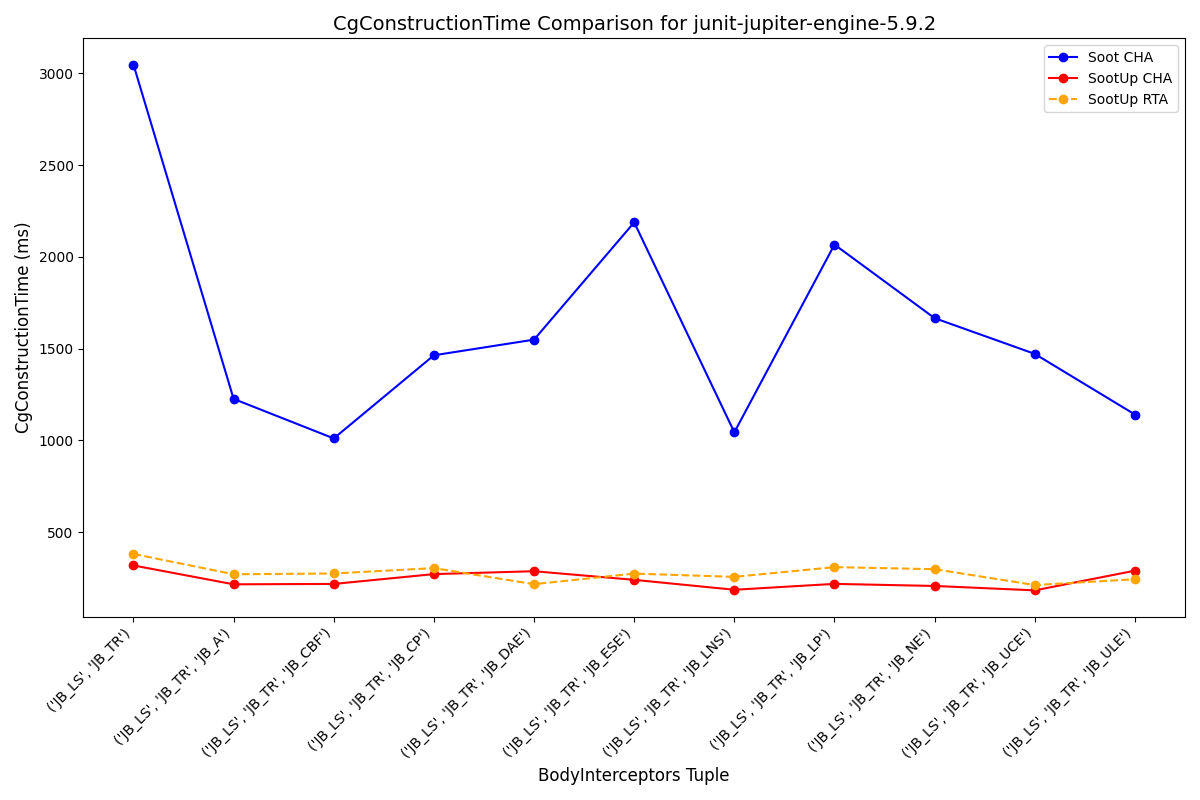 CgConstructionTime Comparison for junit-jupiter-engine-5.9.2
Soot CHA
SootUp CHA
SootUp RTA
CgConstructionTime (ms)
3000
2500
2000
1500
1000
500
('JB_LS', 'JB_TR')
('JB_LS', 'JB_TR', 'JB_A')
('JB_LS', 'JB_TR', 'JB_CBF')
('JB_LS', 'JB_TR', 'JB_CP')
('JB_LS', 'JB_TR', 'JB_DAE')
('JB_LS', 'JB_TR', 'JB_ESE')
('JB_LS', 'JB_TR', 'JB_LNS')
('JB_LS', 'JB_TR', 'JB_LP')
('JB_LS', 'JB_TR', 'JB_NE')
('JB_LS', 'JB_TR', 'JB_UCE')
('JB_LS', 'JB_TR', 'JB_ULE')
BodyInterceptors Tuple